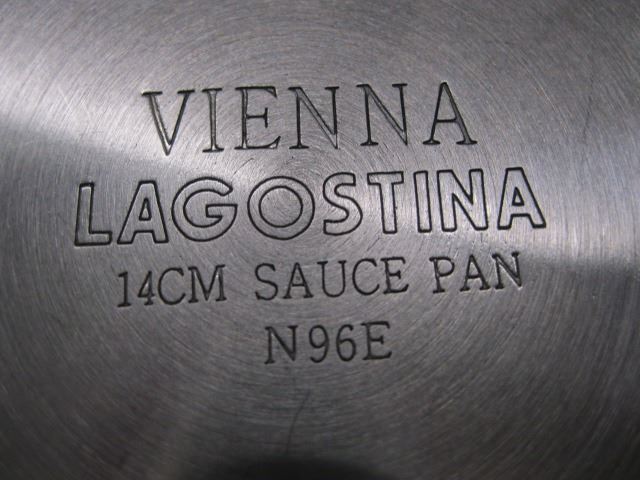 VIENNA
LAGOSTINA
14CM SAUCE PAN
N96E